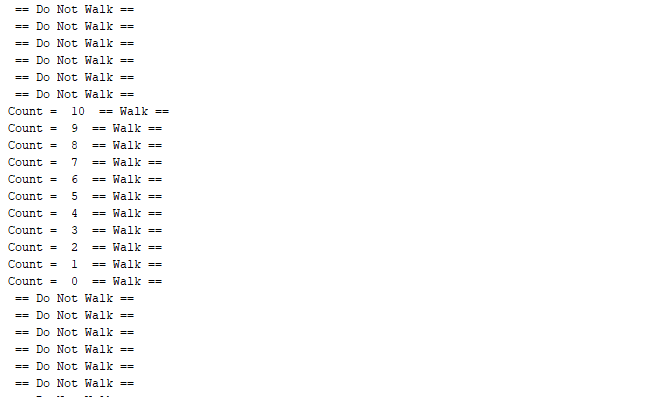 == Do Not Walk ==
== Do Not Walk ==
== Do Not Walk ==
== Do Not Walk ==
== Do Not Walk ==
== Do Not Walk ==
Count =  10  == Walk ==
Count =  9  == Walk ==
Count =  8  == Walk ==
Count =  7  == Walk ==
Count =  6  == Walk ==
Count =  5  == Walk ==
Count =  4  == Walk ==
Count =  3  == Walk ==
Count =  2  == Walk ==
Count =  1  == Walk ==
Count =  0  == Walk ==
== Do Not Walk ==
== Do Not Walk ==
== Do Not Walk ==
== Do Not Walk ==
== Do Not Walk ==
== Do Not Walk ==